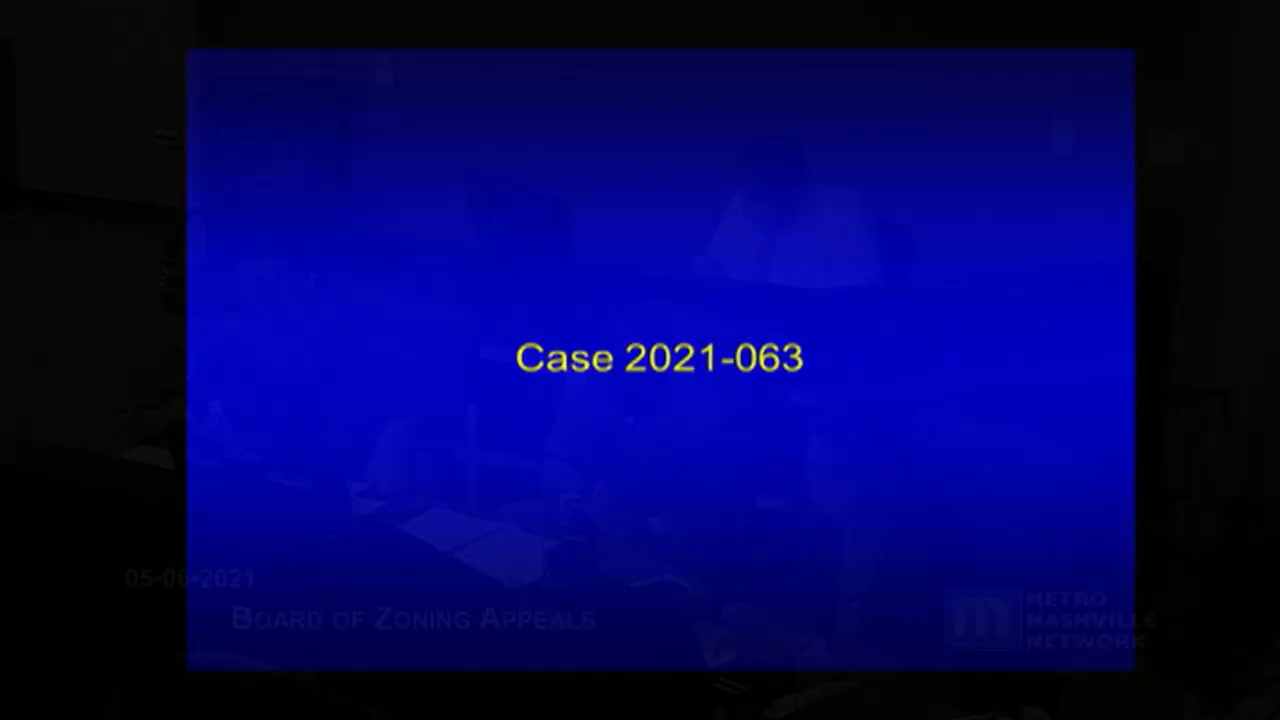 Case 2021-063
05-06-2021
BOARD OF ZONING APPEALS
METRO
NASHVILLE
NETWORK